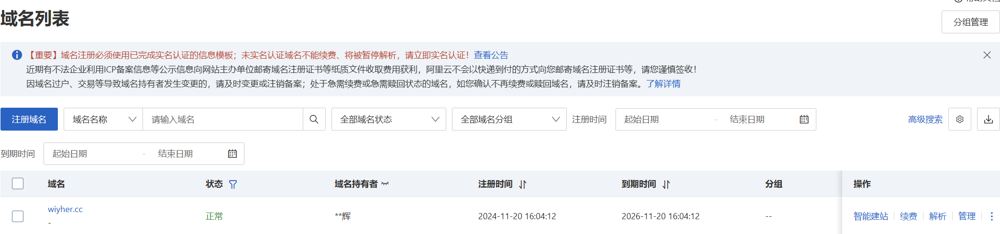 域名列表
分组管理
【重要】域名注册必须使用已完成实名认证的信息模板；未实名认证域名不能续费、将被暂停解析，请立即实名认证！查看公告
近期有不法企业利用ICP备案信息等公示信息向网站主办单位邮寄域名注册证书等纸质文件收取费用获利，阿里云不会以快递到付的方式向您邮寄域名注册证书等，请您谨慎签收！
因域名过户、交易等导致域名持有者发生变更的，请及时变更或注销备案；处于急需续费或急需赎回状态的域名，如您确认不再续费或赎回域名，请及时注销备案。了解详情
注册域名 域名名称 请输入域名 全部域名状态 全部域名分组 注册时间 起始日期 - 结束日期 高级搜索
到期时间 起始日期 - 结束日期
域名 状态 域名持有者 注册时间 到期时间 分组 操作
wiyher.cc 正常 **辉 2024-11-20 16:04:12 2026-11-20 16:04:12 -- 智能建站 续费 解析 管理
-